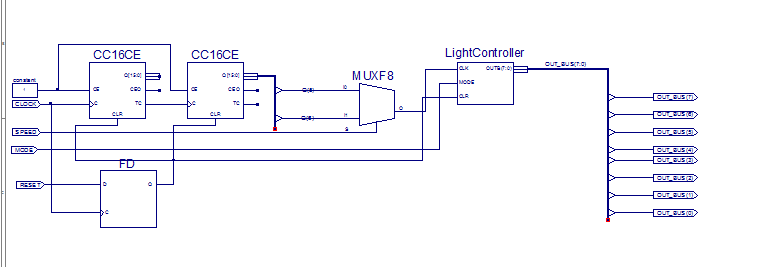 LightController
CC16CE
CC16CE
MUXF8
constant
1
CE
Q(15:0)
CEO
C
TC
CLR
CE
Q(15:0)
CEO
C
TC
CLR
I0
I1
S
O
CLK
OUTS(7:0)
MODE
CLR
OUT_BUS(7:0)
CLOCK
SPEED
MODE
RESET
FD
D
Q
C
OUT_BUS(7)
OUT_BUS(6)
OUT_BUS(5)
OUT_BUS(4)
OUT_BUS(3)
OUT_BUS(2)
OUT_BUS(1)
OUT_BUS(0)